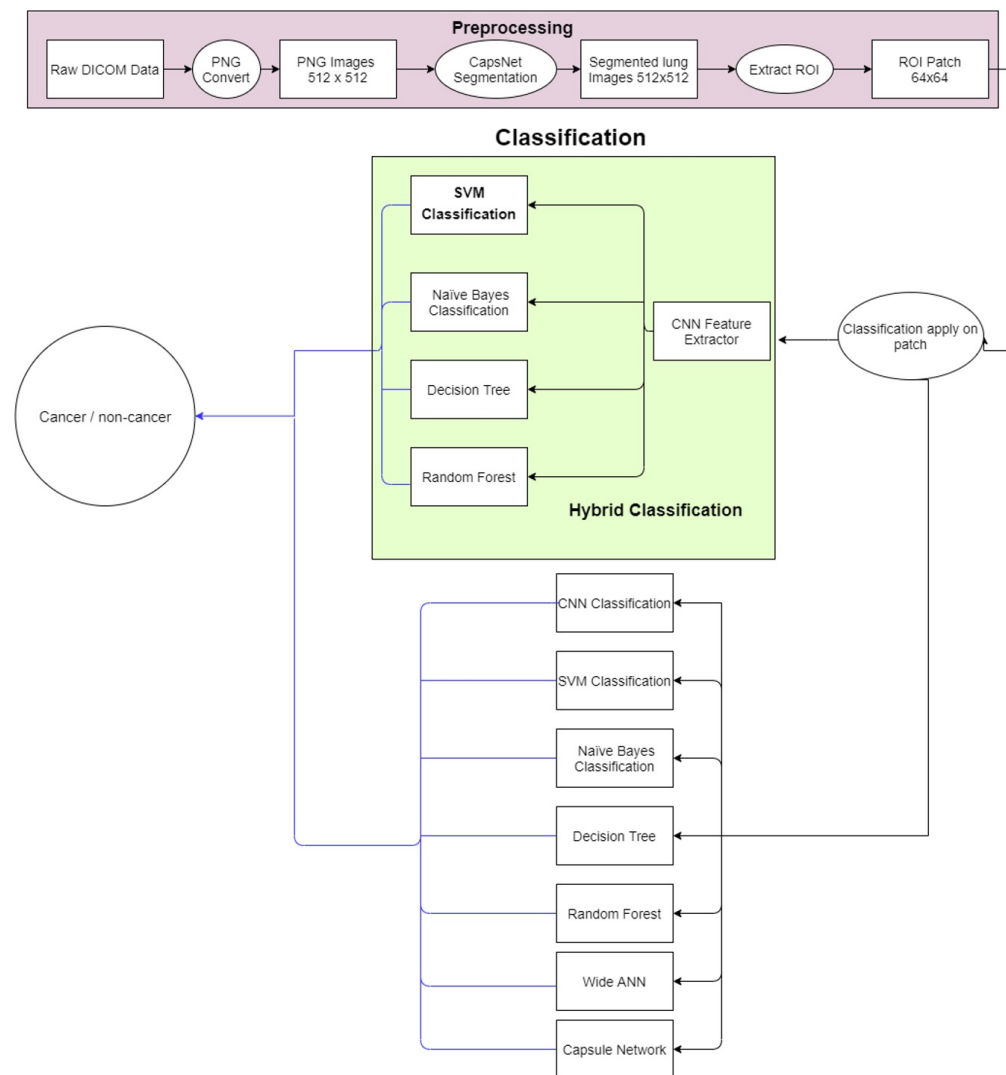 Preprocessing
Raw DICOM Data
PNG
Convert
PNG Images
512 x 512
CapsNet
Segmentation
Segmented lung
Images 512x512
Extract ROI
ROI Patch
64x64
Classification
SVM
Classification
Naïve Bayes
Classification
Decision Tree
Random Forest
CNN Feature
Extractor
Hybrid Classification
Classification apply on
patch
Cancer / non-cancer
CNN Classification
SVM Classification
Naïve Bayes
Classification
Decision Tree
Random Forest
Wide ANN
Capsule Network